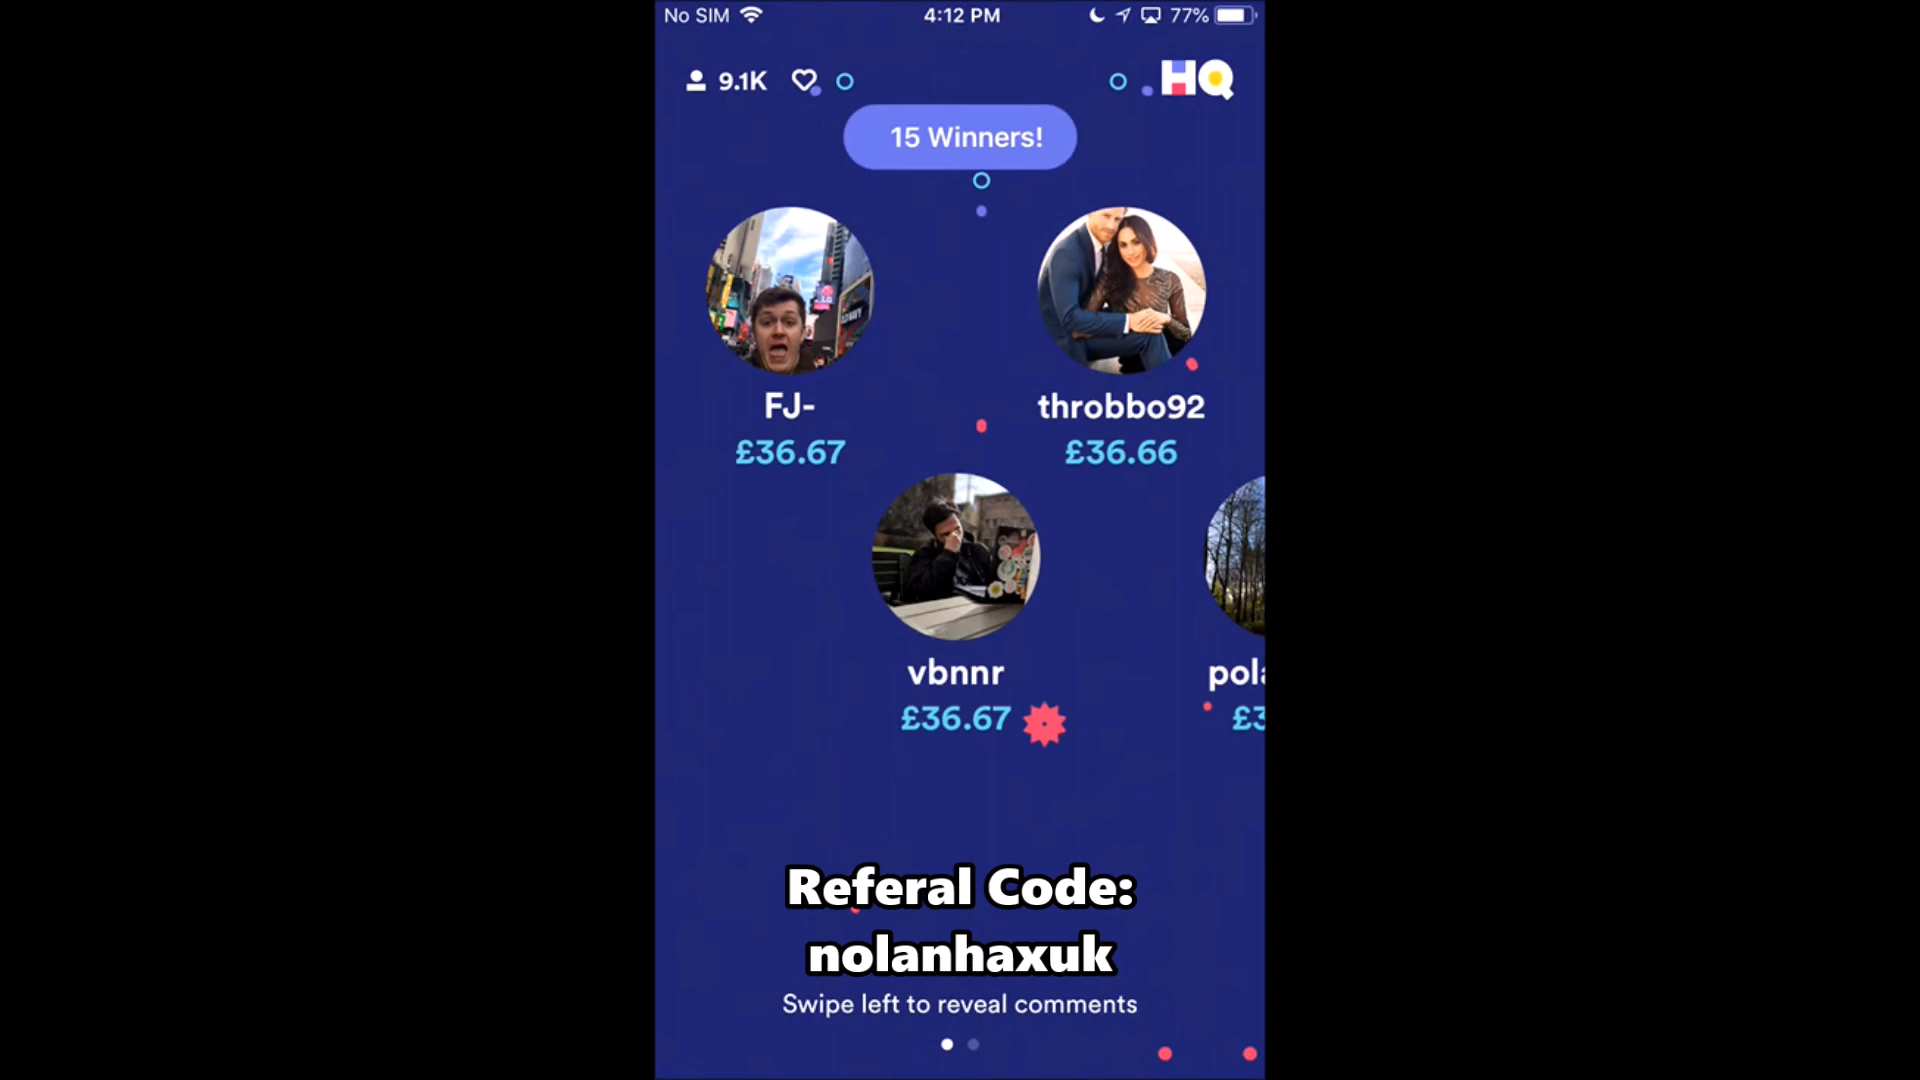 No SIM 4:12 PM 77%
9.1K HQ
15 Winners!
FJ- throbbo92
£36.67 £36.66
vbnnr
£36.67
Referal Code:
nolanhaxuk
Swipe left to reveal comments